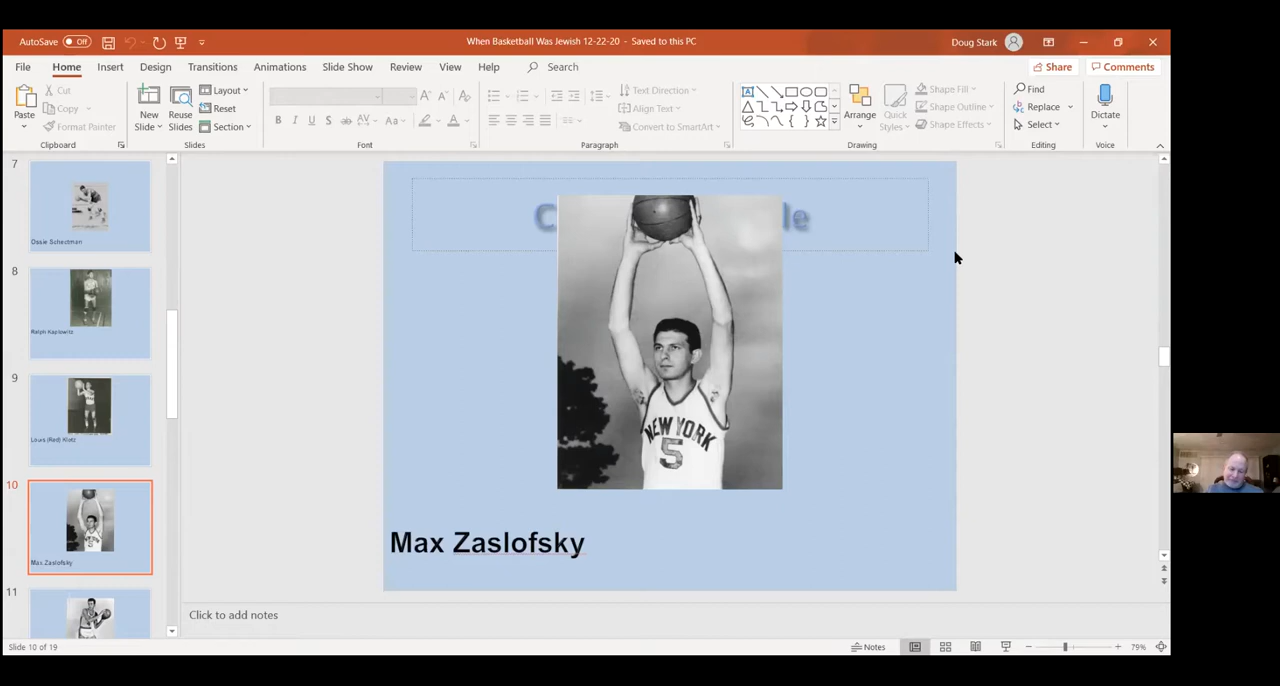 AutoSave Off
When Basketball Was Jewish 12-22-20 - Saved to this PC
Doug Stark
File Home Insert Design Transitions Animations Slide Show Review View Help Search
Share Comments
Paste
Cut
Copy
Format Painter
Clipboard
New Slide
Reuse Slides
Layout
Reset
Section
Slides
B I U S ab AV Aa A
Font
Text Direction
Align Text
Convert to SmartArt
Paragraph
Arrange
Quick Styles
Shape Fill
Shape Outline
Shape Effects
Drawing
Find
Replace
Select
Editing
Dictate
Voice
7
Ossie Schectman
8
Ralph Kaplowitz
9
Louis (Red) Klotz
10
Max Zaslofsky
11
NEW YORK
5
Max Zaslofsky
Click to add notes
Slide 10 of 19
Notes
79%